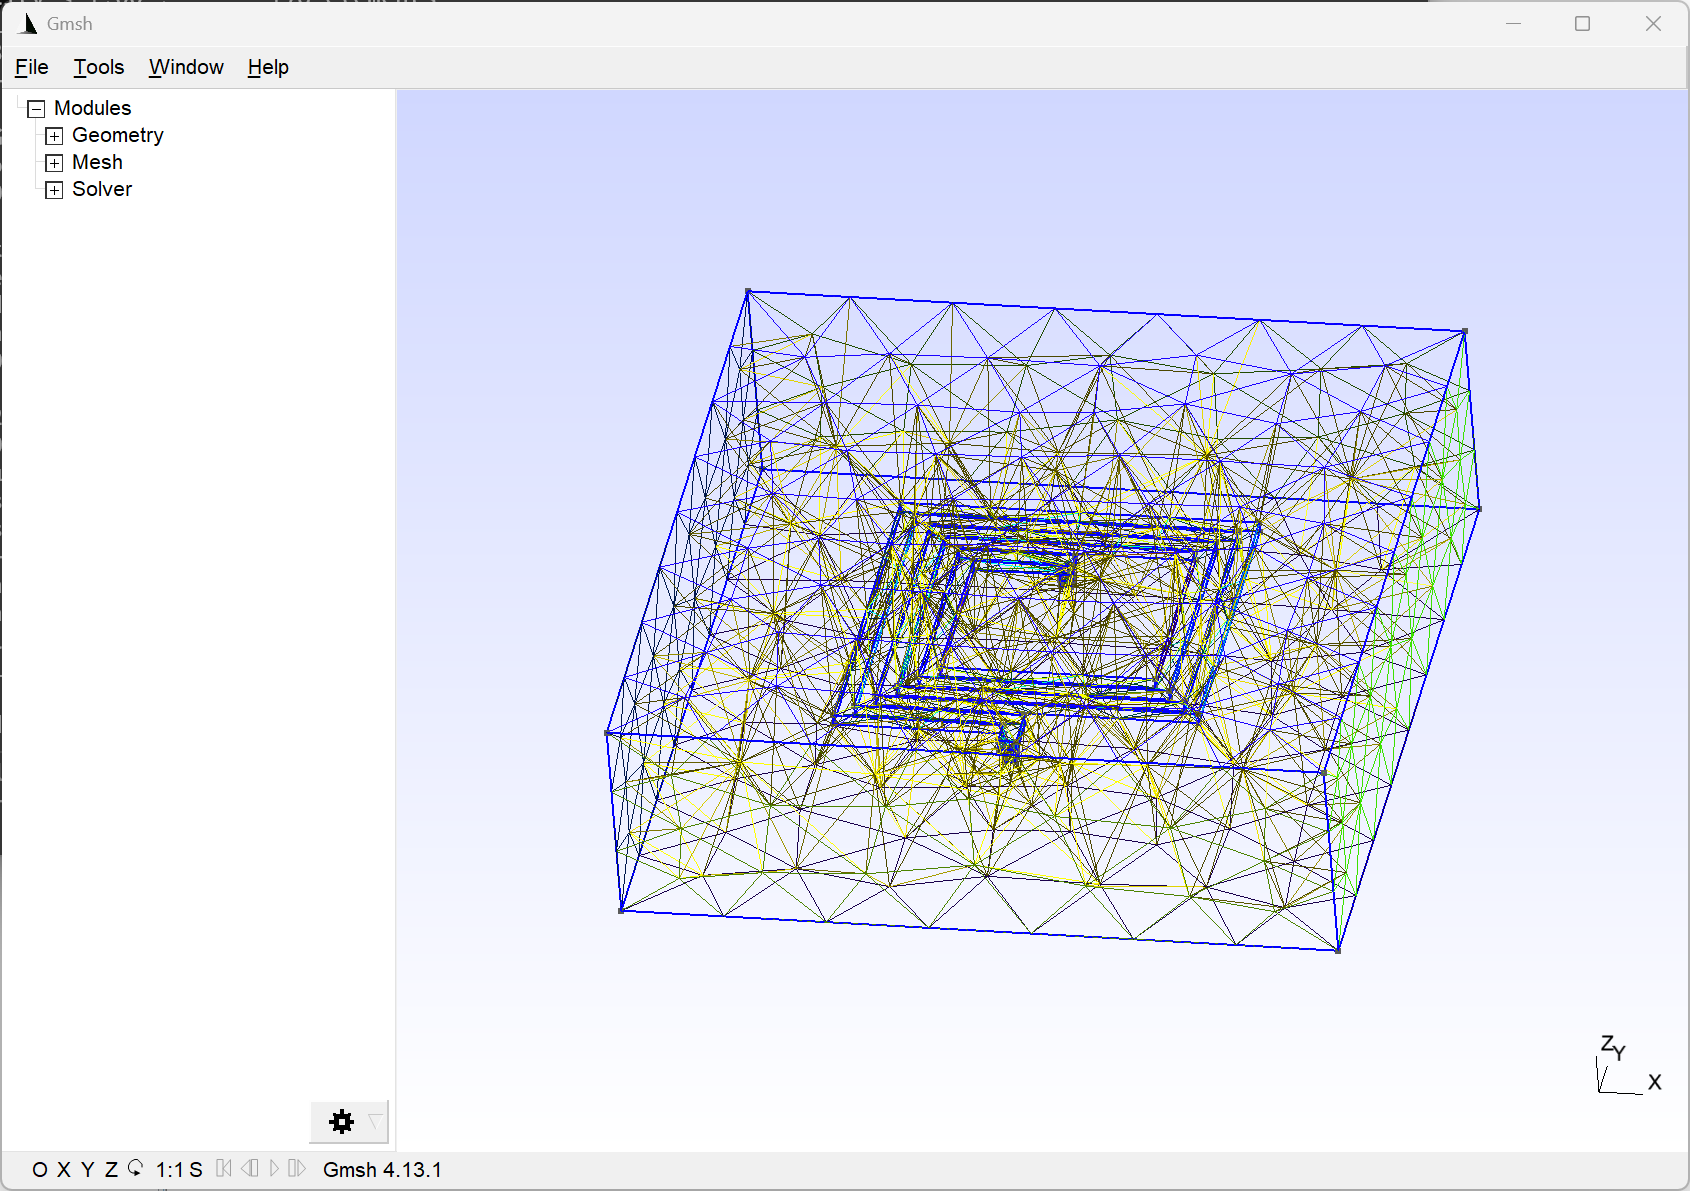 Gmsh
File Tools Window Help
Modules
Geometry
Mesh
Solver
Z
Y
X
O X Y Z 1:1 S Gmsh 4.13.1